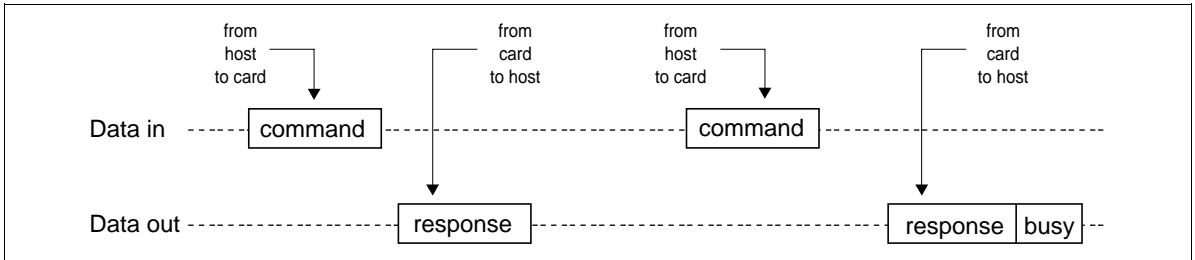 from
host
to card
from
card
to host
from
host
to card
from
card
to host
Data in command command
Data out response response busy